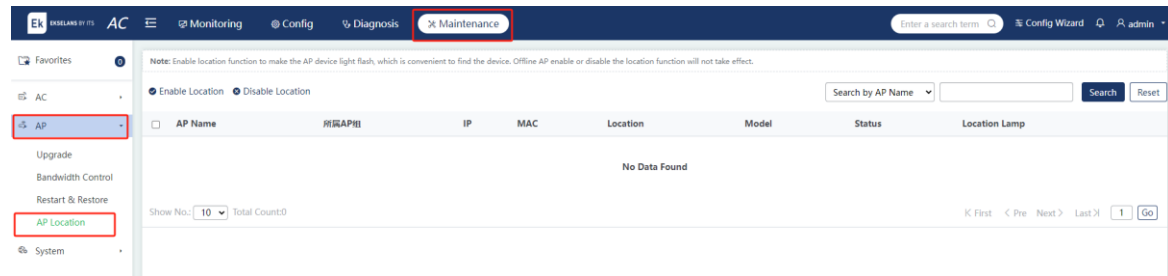 Ek EKSELANS BY ITS AC Monitoring Config Diagnosis Maintenance Enter a search term Config Wizard admin
Favorites 0
Note: Enable location function to make the AP device light flash, which is convenient to find the device. Offline AP enable or disable the location function will not take effect.
AC
Enable Location Disable Location Search by AP Name Search Reset
AP
AP Name 所属AP组 IP MAC Location Model Status Location Lamp
Upgrade
No Data Found
Bandwidth Control
Restart & Restore
Show No.: 10 Total Count:0 First Pre Next Last 1 Go
AP Location
System